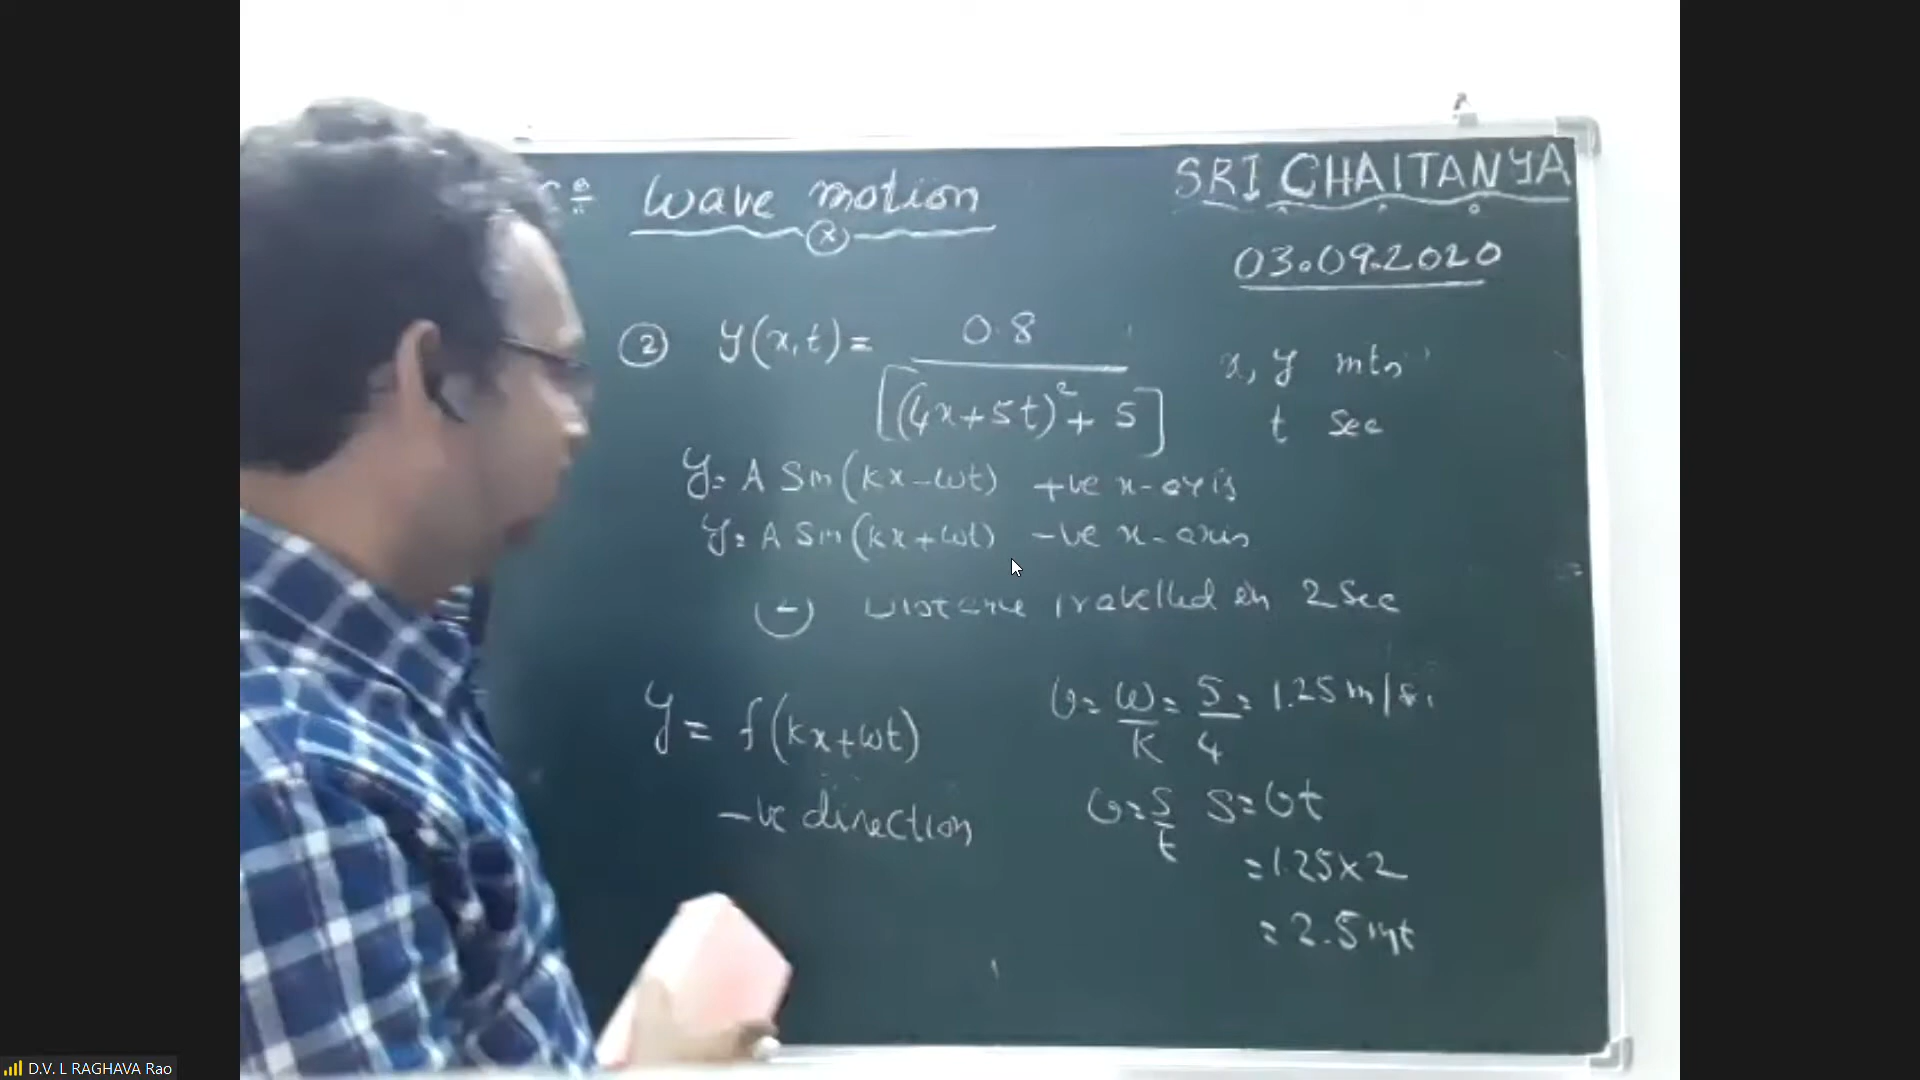 Wave motion
SRI CHAITANYA
x
03.09.2020
2 y(x,t) = 0.8 / [(4x+5t)²+ 5]
x, y mts
t sec
y= A Sin(kx-ωt) +ve x-axis
y= A Sin(kx+ωt) -ve x-axis
- Distance travelled in 2 Sec
y= f(kx+ωt)
-ve direction
v= ω/K = 5/4 = 1.25 m/s
v= s/t S= vt
= 1.25 x 2
= 2.5 mt
D.V. L RAGHAVA Rao